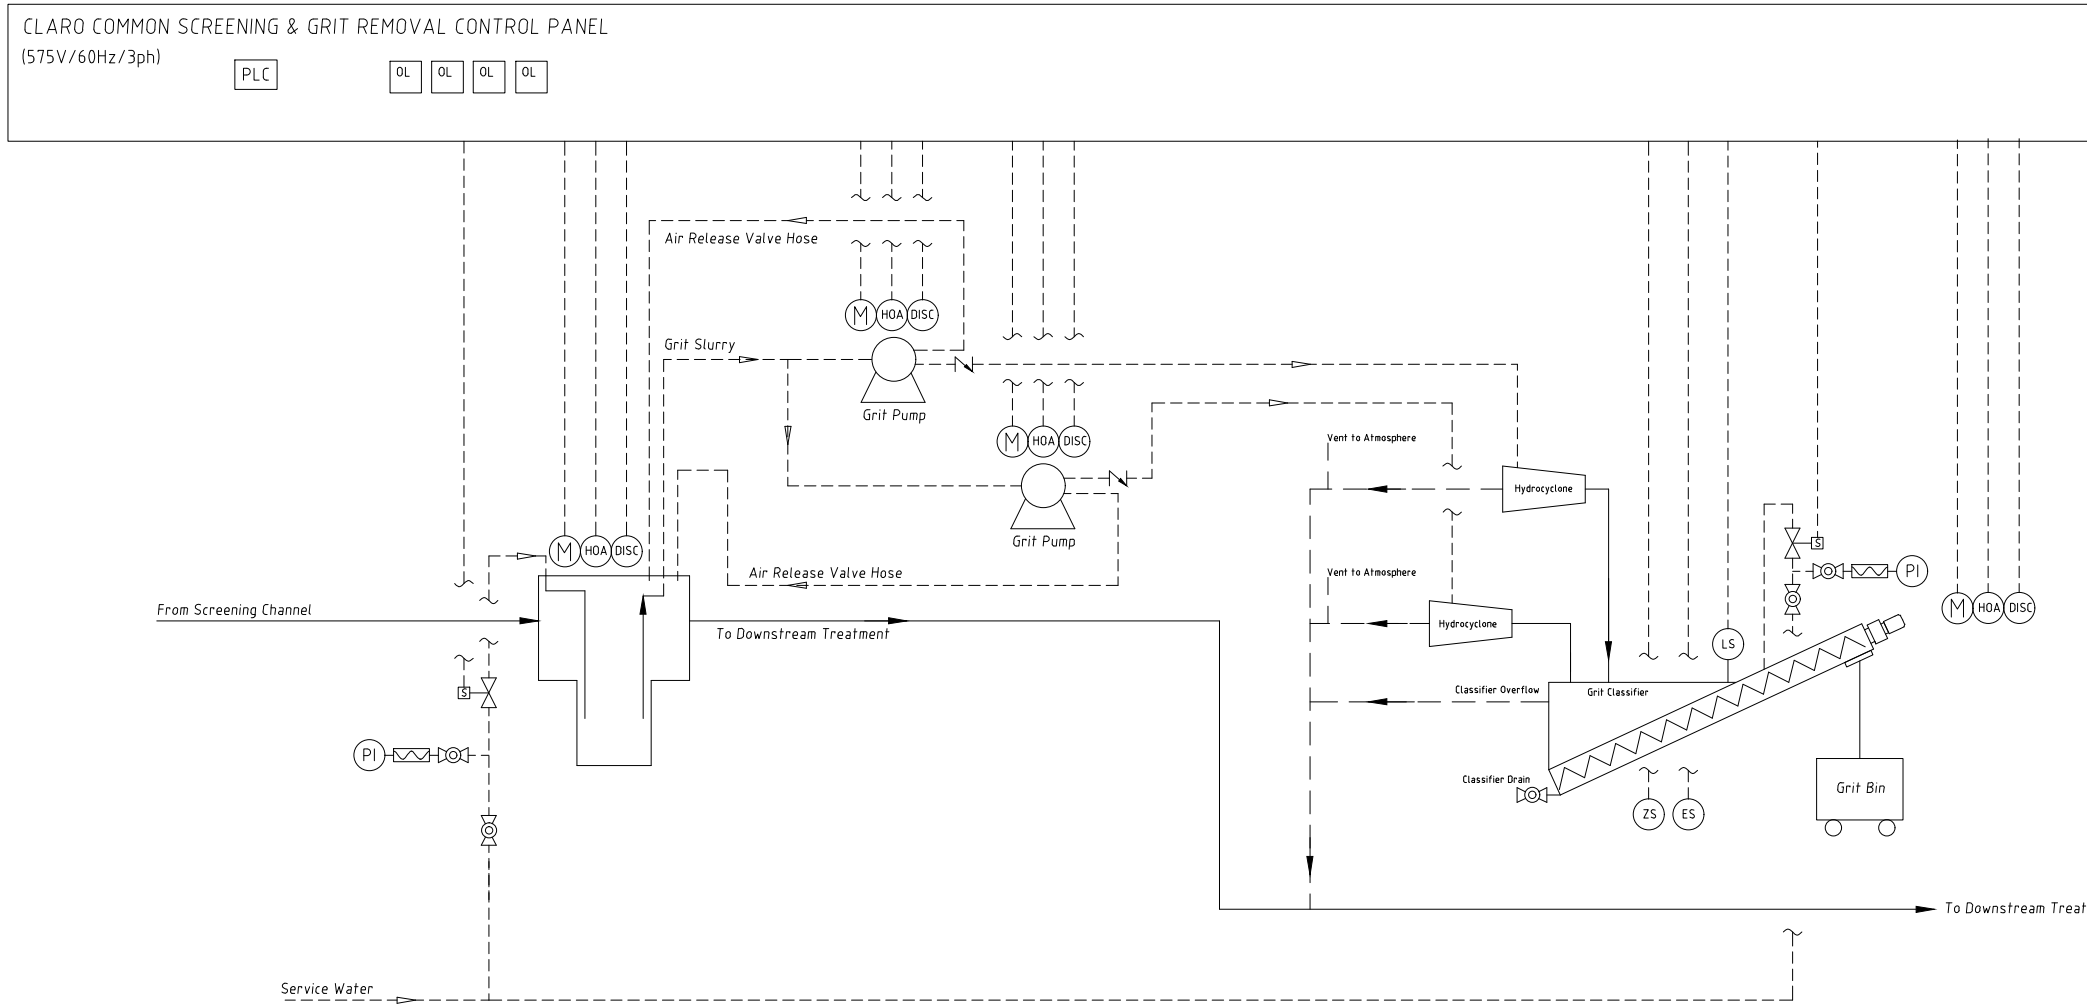 CLARO COMMON SCREENING & GRIT REMOVAL CONTROL PANEL
(575V/60Hz/3ph)
PLC
OL OL OL OL
Air Release Valve Hose
M HOA DISC
Grit Slurry
Grit Pump
M HOA DISC
Vent to Atmosphere
Hydrocyclone
Grit Pump
M HOA DISC
S
Air Release Valve Hose
PI
Vent to Atmosphere
From Screening Channel
M HOA DISC
To Downstream Treatment
Hydrocyclone
LS
S
Classifier Overflow
Grit Classifier
PI
Classifier Drain
Grit Bin
ZS ES
To Downstream Treat
Service Water